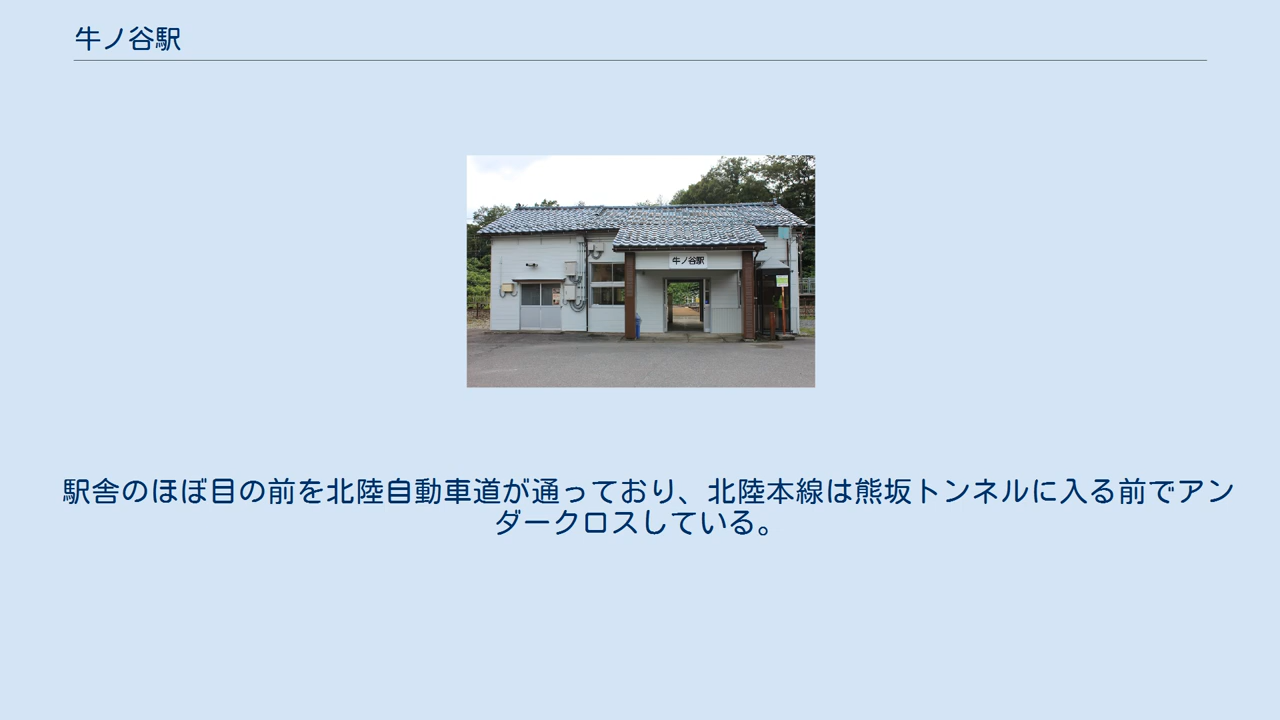 牛ノ谷駅
牛ノ谷駅
駅舎のほぼ目の前を北陸自動車道が通っており、北陸本線は熊坂トンネルに入る前でアン
ダークロスしている。